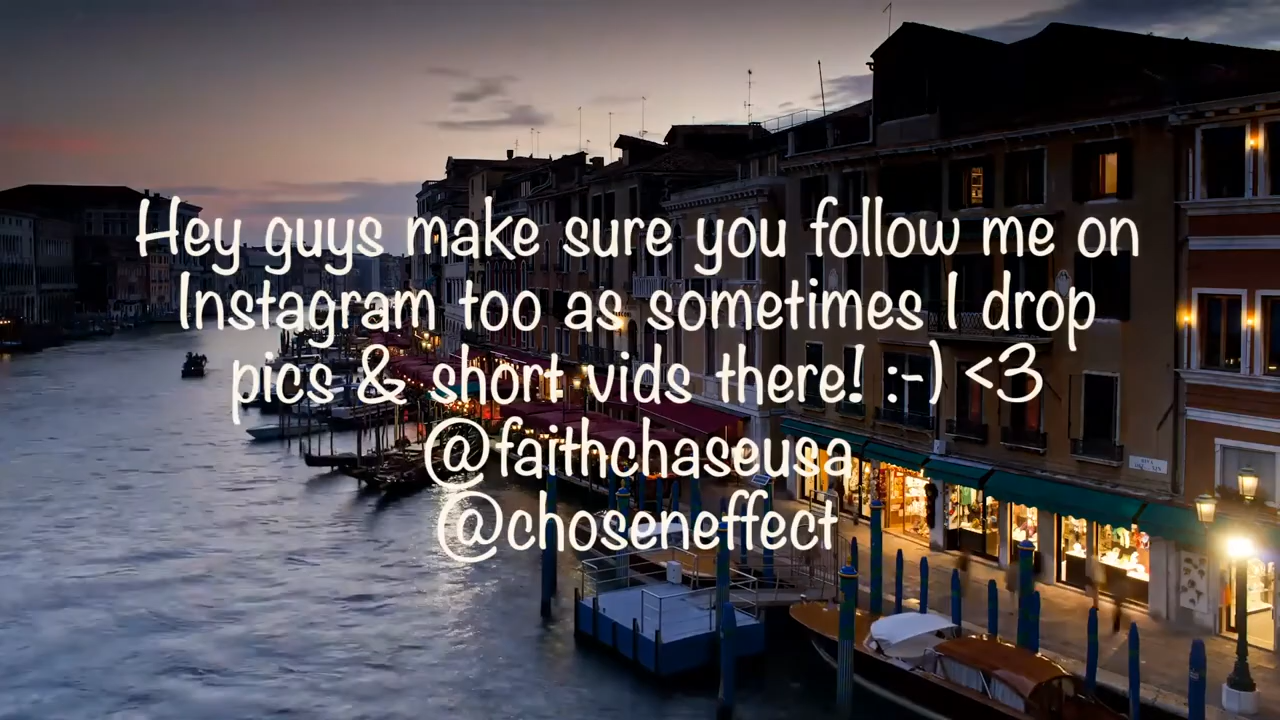 Hey guys make sure you follow me on
Instagram too as sometimes I drop
pics & short vids there! :-) <3
@faithchaseusa
@choseneffect